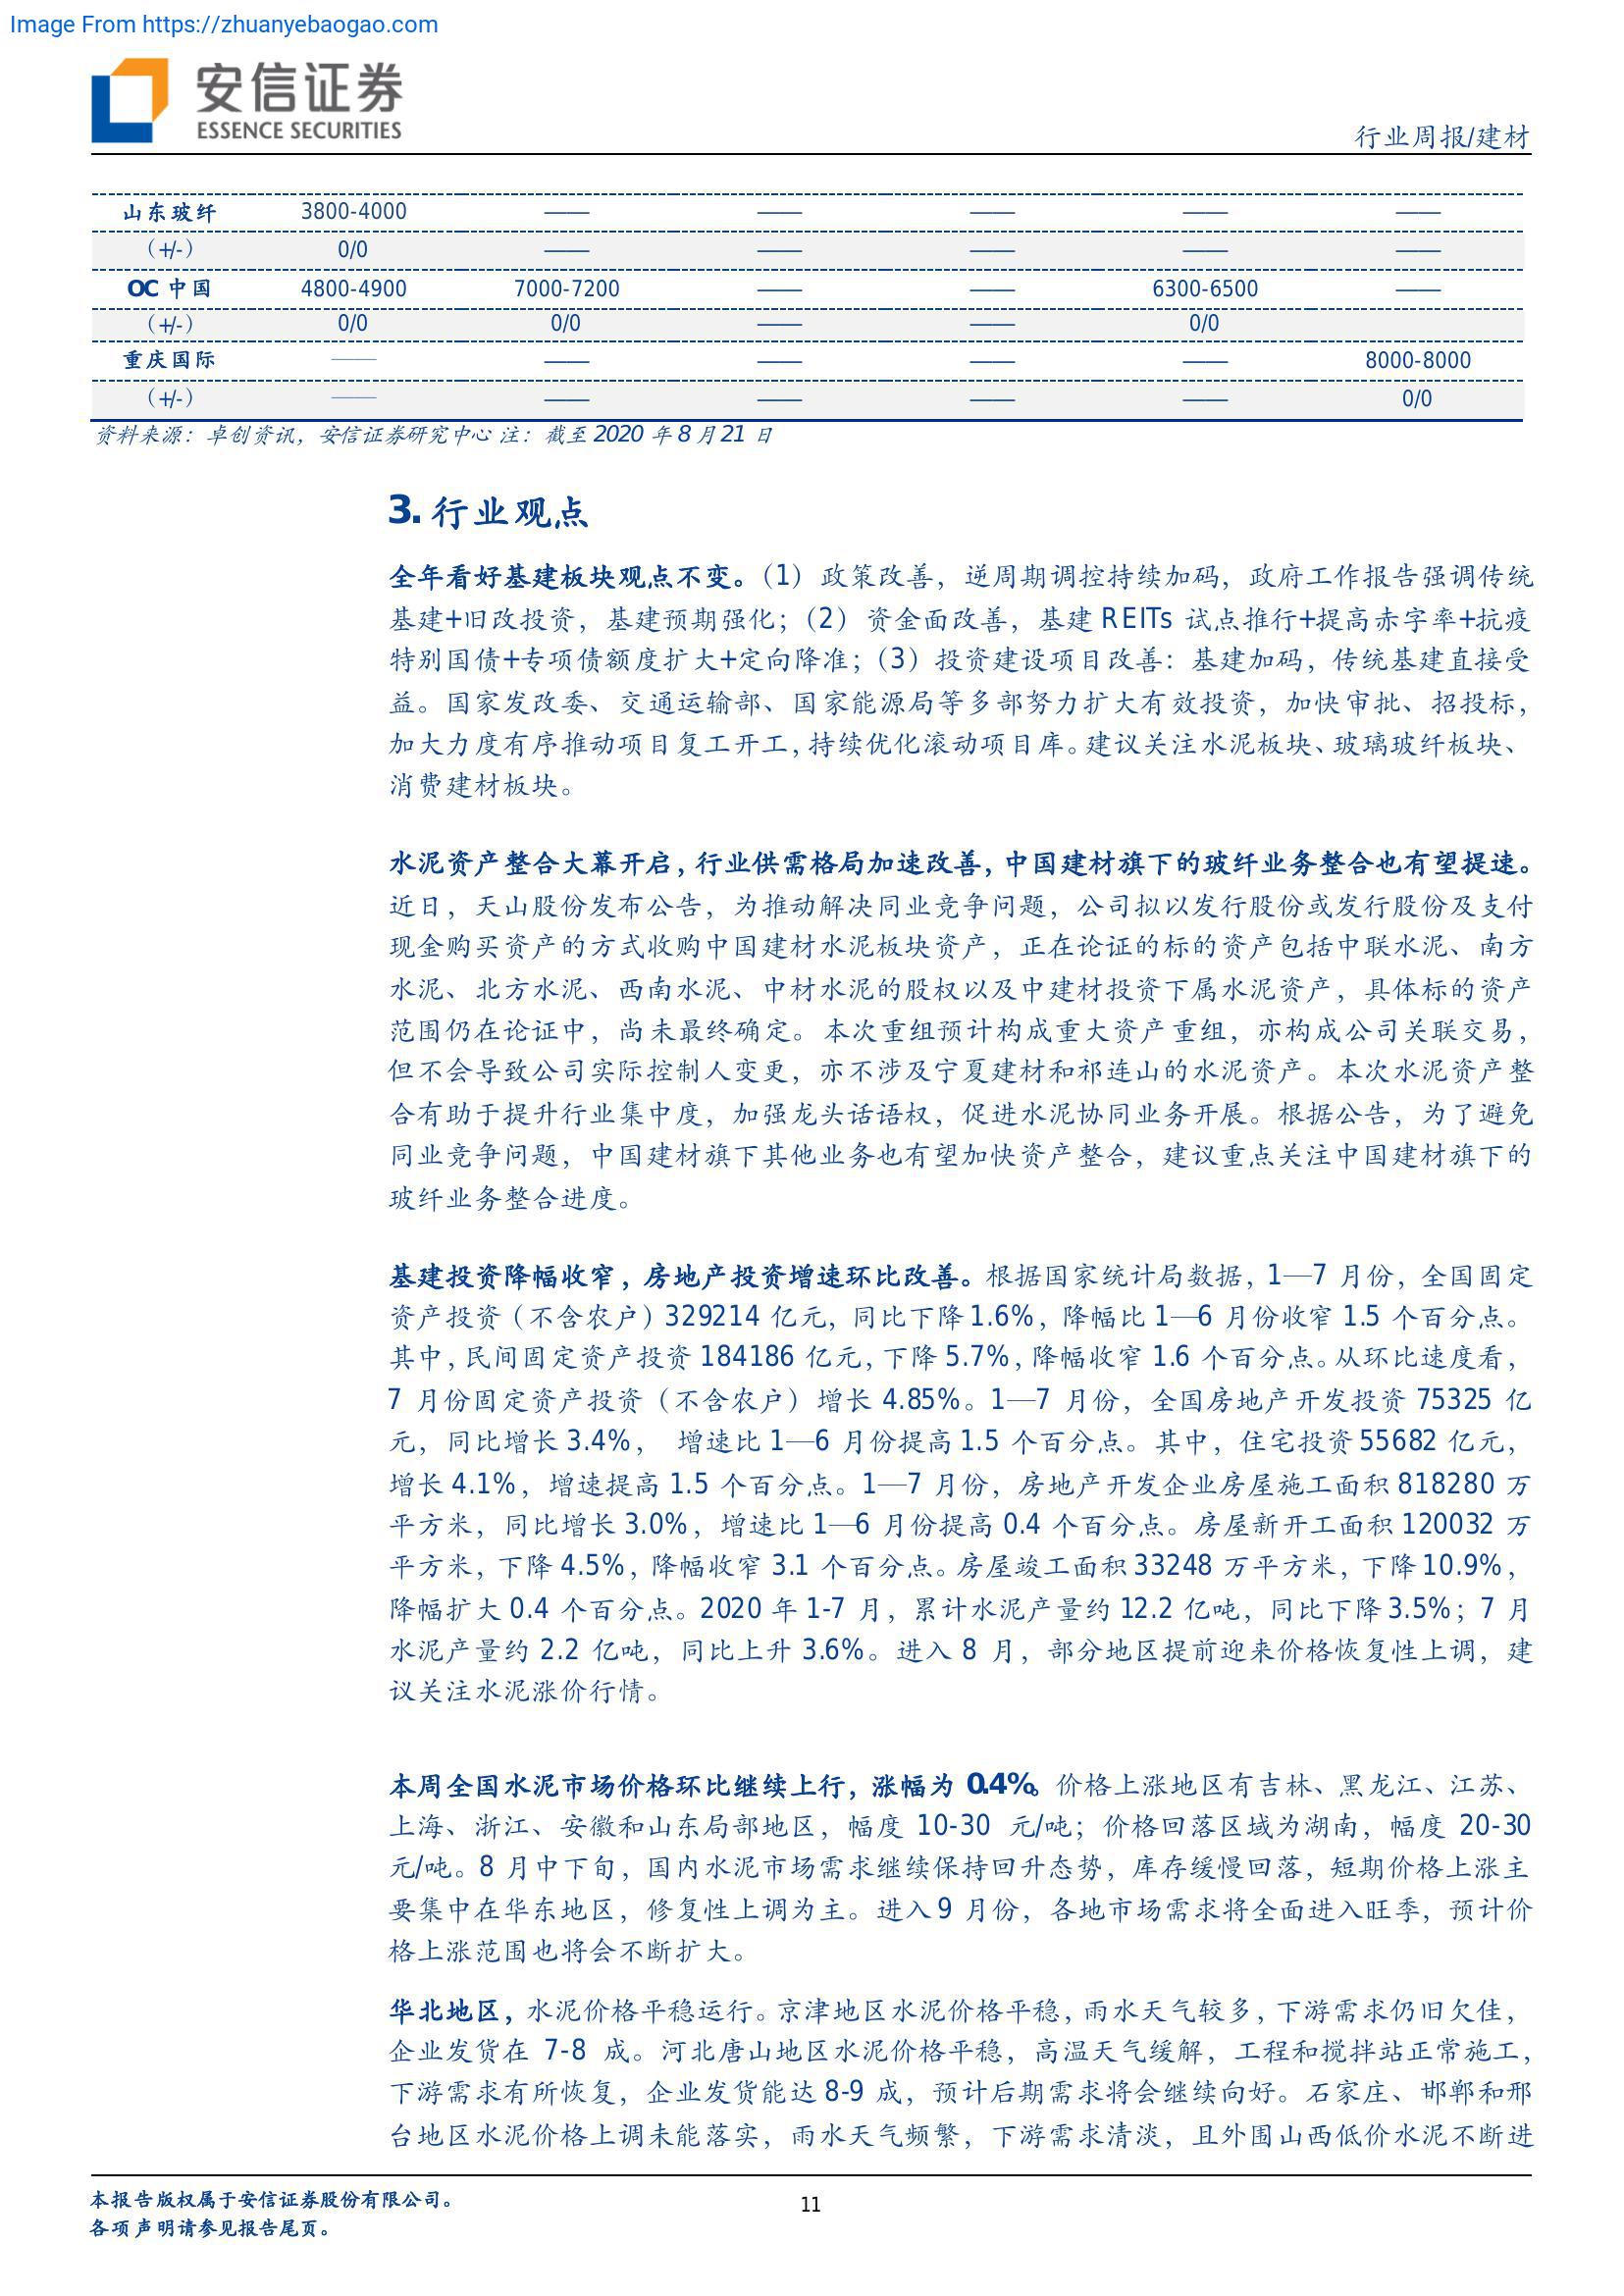 Image From https://zhuanyebaogao.com
安信证券
ESSENCE SECURITIES
行业周报/建材
山东玻纤 3800-4000 —— —— —— —— ——
（+/-） 0/0 —— —— —— —— ——
OC 中国 4800-4900 7000-7200 —— —— 6300-6500 ——
（+/-） 0/0 0/0 —— —— 0/0
重庆国际 —— —— —— —— —— 8000-8000
（+/-） —— —— —— —— —— 0/0
资料来源：卓创资讯，安信证券研究中心 注：截至 2020 年 8 月 21 日
3. 行业观点
全年看好基建板块观点不变。（1）政策改善，逆周期调控持续加码，政府工作报告强调传统
基建+旧改投资，基建预期强化；（2）资金面改善，基建 REITs 试点推行+提高赤字率+抗疫
特别国债+专项债额度扩大+定向降准；（3）投资建设项目改善：基建加码，传统基建直接受
益。国家发改委、交通运输部、国家能源局等多部努力扩大有效投资，加快审批、招投标，
加大力度有序推动项目复工开工，持续优化滚动项目库。建议关注水泥板块、玻璃玻纤板块、
消费建材板块。
水泥资产整合大幕开启，行业供需格局加速改善，中国建材旗下的玻纤业务整合也有望提速。
近日，天山股份发布公告，为推动解决同业竞争问题，公司拟以发行股份或发行股份及支付
现金购买资产的方式收购中国建材水泥板块资产，正在论证的标的资产包括中联水泥、南方
水泥、北方水泥、西南水泥、中材水泥的股权以及中建材投资下属水泥资产，具体标的资产
范围仍在论证中，尚未最终确定。本次重组预计构成重大资产重组，亦构成公司关联交易，
但不会导致公司实际控制人变更，亦不涉及宁夏建材和祁连山的水泥资产。本次水泥资产整
合有助于提升行业集中度，加强龙头话语权，促进水泥协同业务开展。根据公告，为了避免
同业竞争问题，中国建材旗下其他业务也有望加快资产整合，建议重点关注中国建材旗下的
玻纤业务整合进度。
基建投资降幅收窄，房地产投资增速环比改善。根据国家统计局数据，1—7 月份，全国固定
资产投资（不含农户）329214 亿元，同比下降 1.6%，降幅比 1—6 月份收窄 1.5 个百分点。
其中，民间固定资产投资 184186 亿元，下降 5.7%，降幅收窄 1.6 个百分点。从环比速度看，
7 月份固定资产投资（不含农户）增长 4.85%。1—7 月份，全国房地产开发投资 75325 亿
元，同比增长 3.4%， 增速比 1—6 月份提高 1.5 个百分点。其中，住宅投资 55682 亿元，
增长 4.1%，增速提高 1.5 个百分点。1—7 月份，房地产开发企业房屋施工面积 818280 万
平方米，同比增长 3.0%，增速比 1—6 月份提高 0.4 个百分点。房屋新开工面积 120032 万
平方米，下降 4.5%，降幅收窄 3.1 个百分点。房屋竣工面积 33248 万平方米，下降 10.9%，
降幅扩大 0.4 个百分点。2020 年 1-7 月，累计水泥产量约 12.2 亿吨，同比下降 3.5%；7 月
水泥产量约 2.2 亿吨，同比上升 3.6%。进入 8 月，部分地区提前迎来价格恢复性上调，建
议关注水泥涨价行情。
本周全国水泥市场价格环比继续上行，涨幅为 0.4%。价格上涨地区有吉林、黑龙江、江苏、
上海、浙江、安徽和山东局部地区，幅度 10-30 元/吨；价格回落区域为湖南，幅度 20-30
元/吨。8 月中下旬，国内水泥市场需求继续保持回升态势，库存缓慢回落，短期价格上涨主
要集中在华东地区，修复性上调为主。进入 9 月份，各地市场需求将全面进入旺季，预计价
格上涨范围也将会不断扩大。
华北地区，水泥价格平稳运行。京津地区水泥价格平稳，雨水天气较多，下游需求仍旧欠佳，
企业发货在 7-8 成。河北唐山地区水泥价格平稳，高温天气缓解，工程和搅拌站正常施工，
下游需求有所恢复，企业发货能达 8-9 成，预计后期需求将会继续向好。石家庄、邯郸和邢
台地区水泥价格上调未能落实，雨水天气频繁，下游需求清淡，且外围山西低价水泥不断进
本报告版权属于安信证券股份有限公司。
11
各项声明请参见报告尾页。